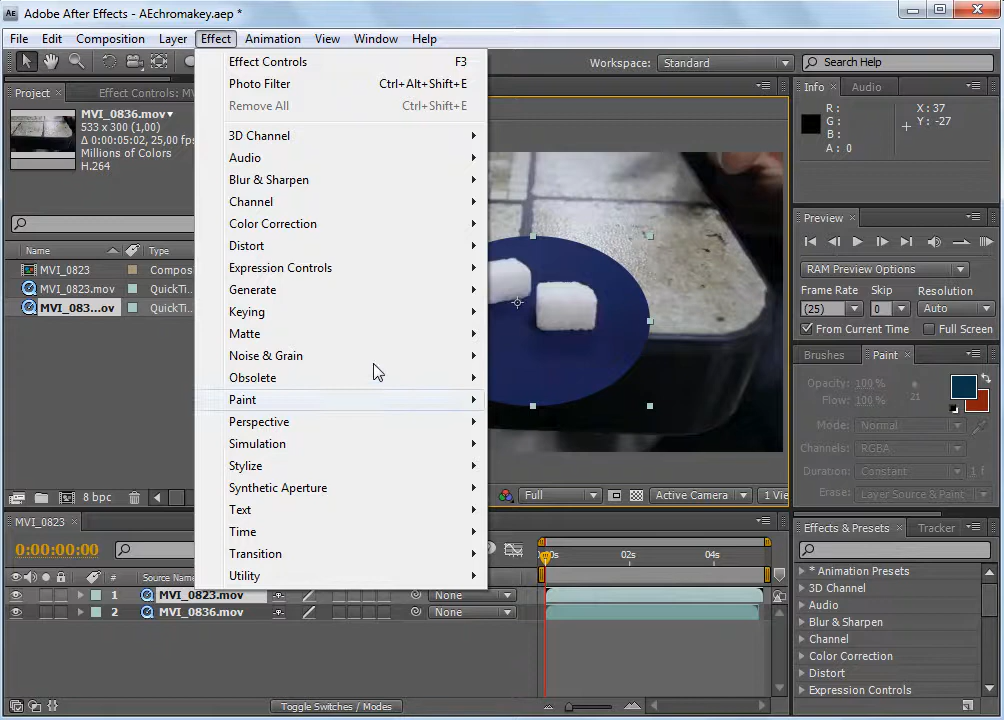 Adobe After Effects - AEchromakey.aep *
File Edit Composition Layer Effect Animation View Window Help
Workspace: Standard Search Help
Project Effect Controls: M
MVI_0836.mov
533 x 300 (1,00)
Δ 0:00:05:02, 25,00 fps
Millions of Colors
H.264
Name Type
MVI_0823 Compos
MVI_0823.mov QuickTi...
MVI_083...ov QuickTi...
8 bpc
Effect Controls F3
Photo Filter Ctrl+Alt+Shift+E
Remove All Ctrl+Shift+E
3D Channel
Audio
Blur & Sharpen
Channel
Color Correction
Distort
Expression Controls
Generate
Keying
Matte
Noise & Grain
Obsolete
Paint
Perspective
Simulation
Stylize
Synthetic Aperture
Text
Time
Transition
Utility
Full Active Camera 1 Vie
Info Audio
R : X : 37
G : Y : -27
B :
A : 0
Preview
RAM Preview Options
Frame Rate Skip Resolution
(25) 0 Auto
From Current Time Full Screen
Brushes Paint
Opacity: 100 %
Flow: 100 % 21
Mode: Normal
Channels: RGBA
Duration: Constant 1 f
Erase: Layer Source & Paint
Effects & Presets Tracker
* Animation Presets
3D Channel
Audio
Blur & Sharpen
Channel
Color Correction
Distort
Expression Controls
MVI_0823
0:00:00:00
# Source Name
1 MVI_0823.mov None
2 MVI_0836.mov None
02s 04s
Toggle Switches / Modes